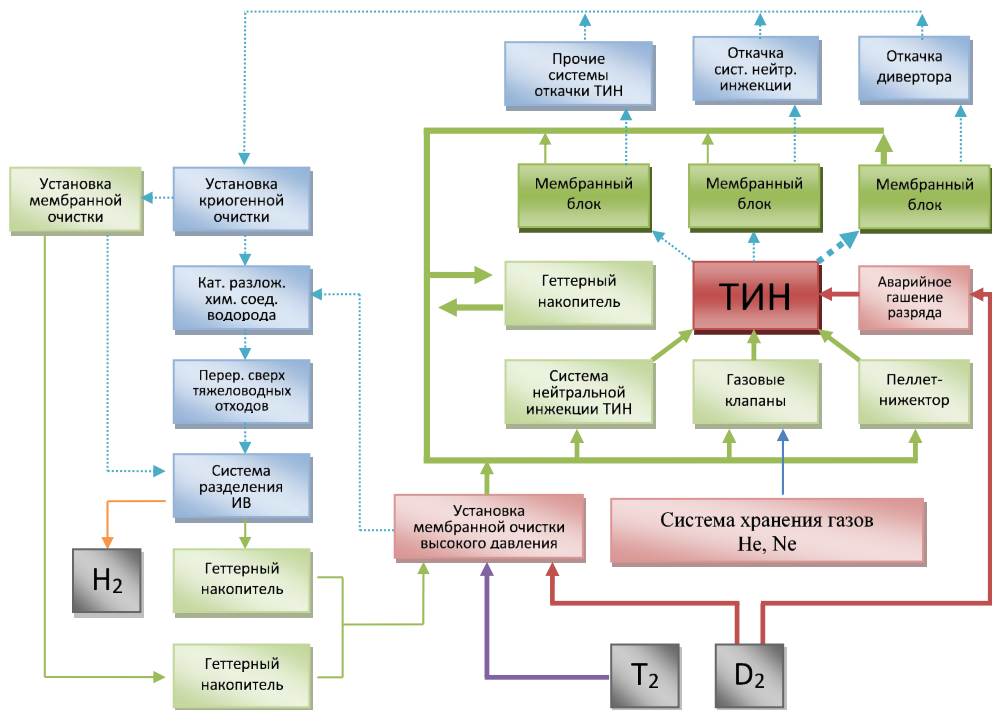 Прочие
системы
откачки ТИН
Откачка
сист. нейтр.
инжекции
Откачка
дивертора
Установка
мембранной
очистки
Установка
криогенной
очистки
Мембранный
блок
Мембранный
блок
Мембранный
блок
Кат. разлож.
хим. соед.
водорода
Геттерный
накопитель
ТИН
Аварийное
гашение
разряда
Перер. сверх
тяжеловодных
отходов
Система
нейтральной
инжекции ТИН
Газовые
клапаны
Пеллет-
нижектор
Система
разделения
ИВ
Установка
мембранной очистки
высокого давления
Система хранения газов
He, Ne
H2
Геттерный
накопитель
Геттерный
накопитель
T2
D2